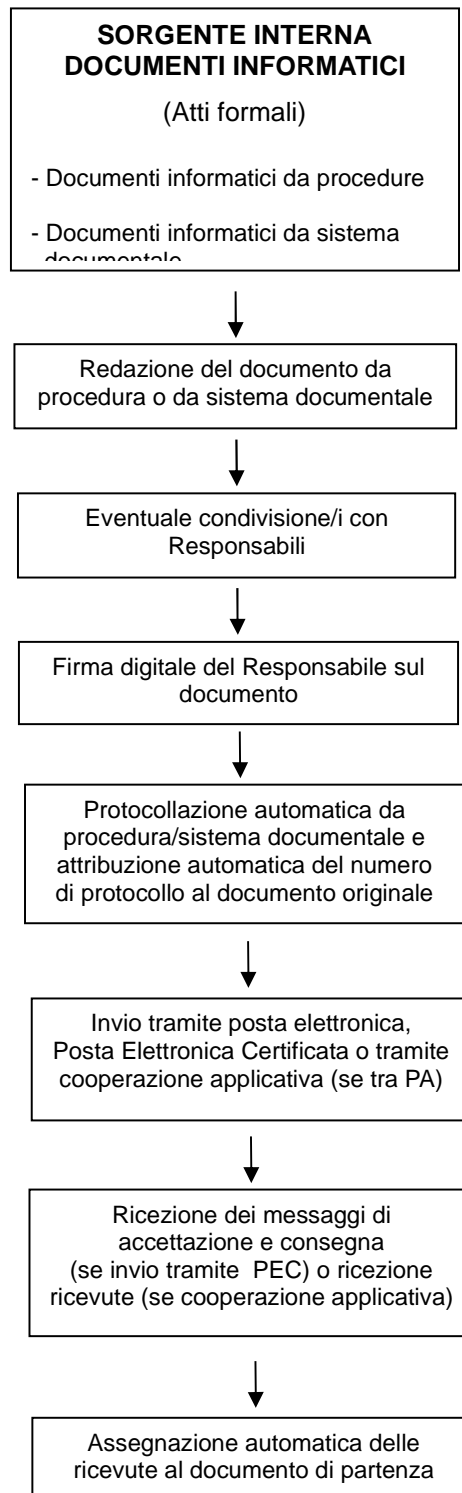 SORGENTE INTERNA
DOCUMENTI INFORMATICI
(Atti formali)
- Documenti informatici da procedure
- Documenti informatici da sistema
documentale
Redazione del documento da
procedura o da sistema documentale
Eventuale condivisione/i con
Responsabili
Firma digitale del Responsabile sul
documento
Protocollazione automatica da
procedura/sistema documentale e
attribuzione automatica del numero
di protocollo al documento originale
Invio tramite posta elettronica,
Posta Elettronica Certificata o tramite
cooperazione applicativa (se tra PA)
Ricezione dei messaggi di
accettazione e consegna
(se invio tramite PEC) o ricezione
ricevute (se cooperazione applicativa)
Assegnazione automatica delle
ricevute al documento di partenza